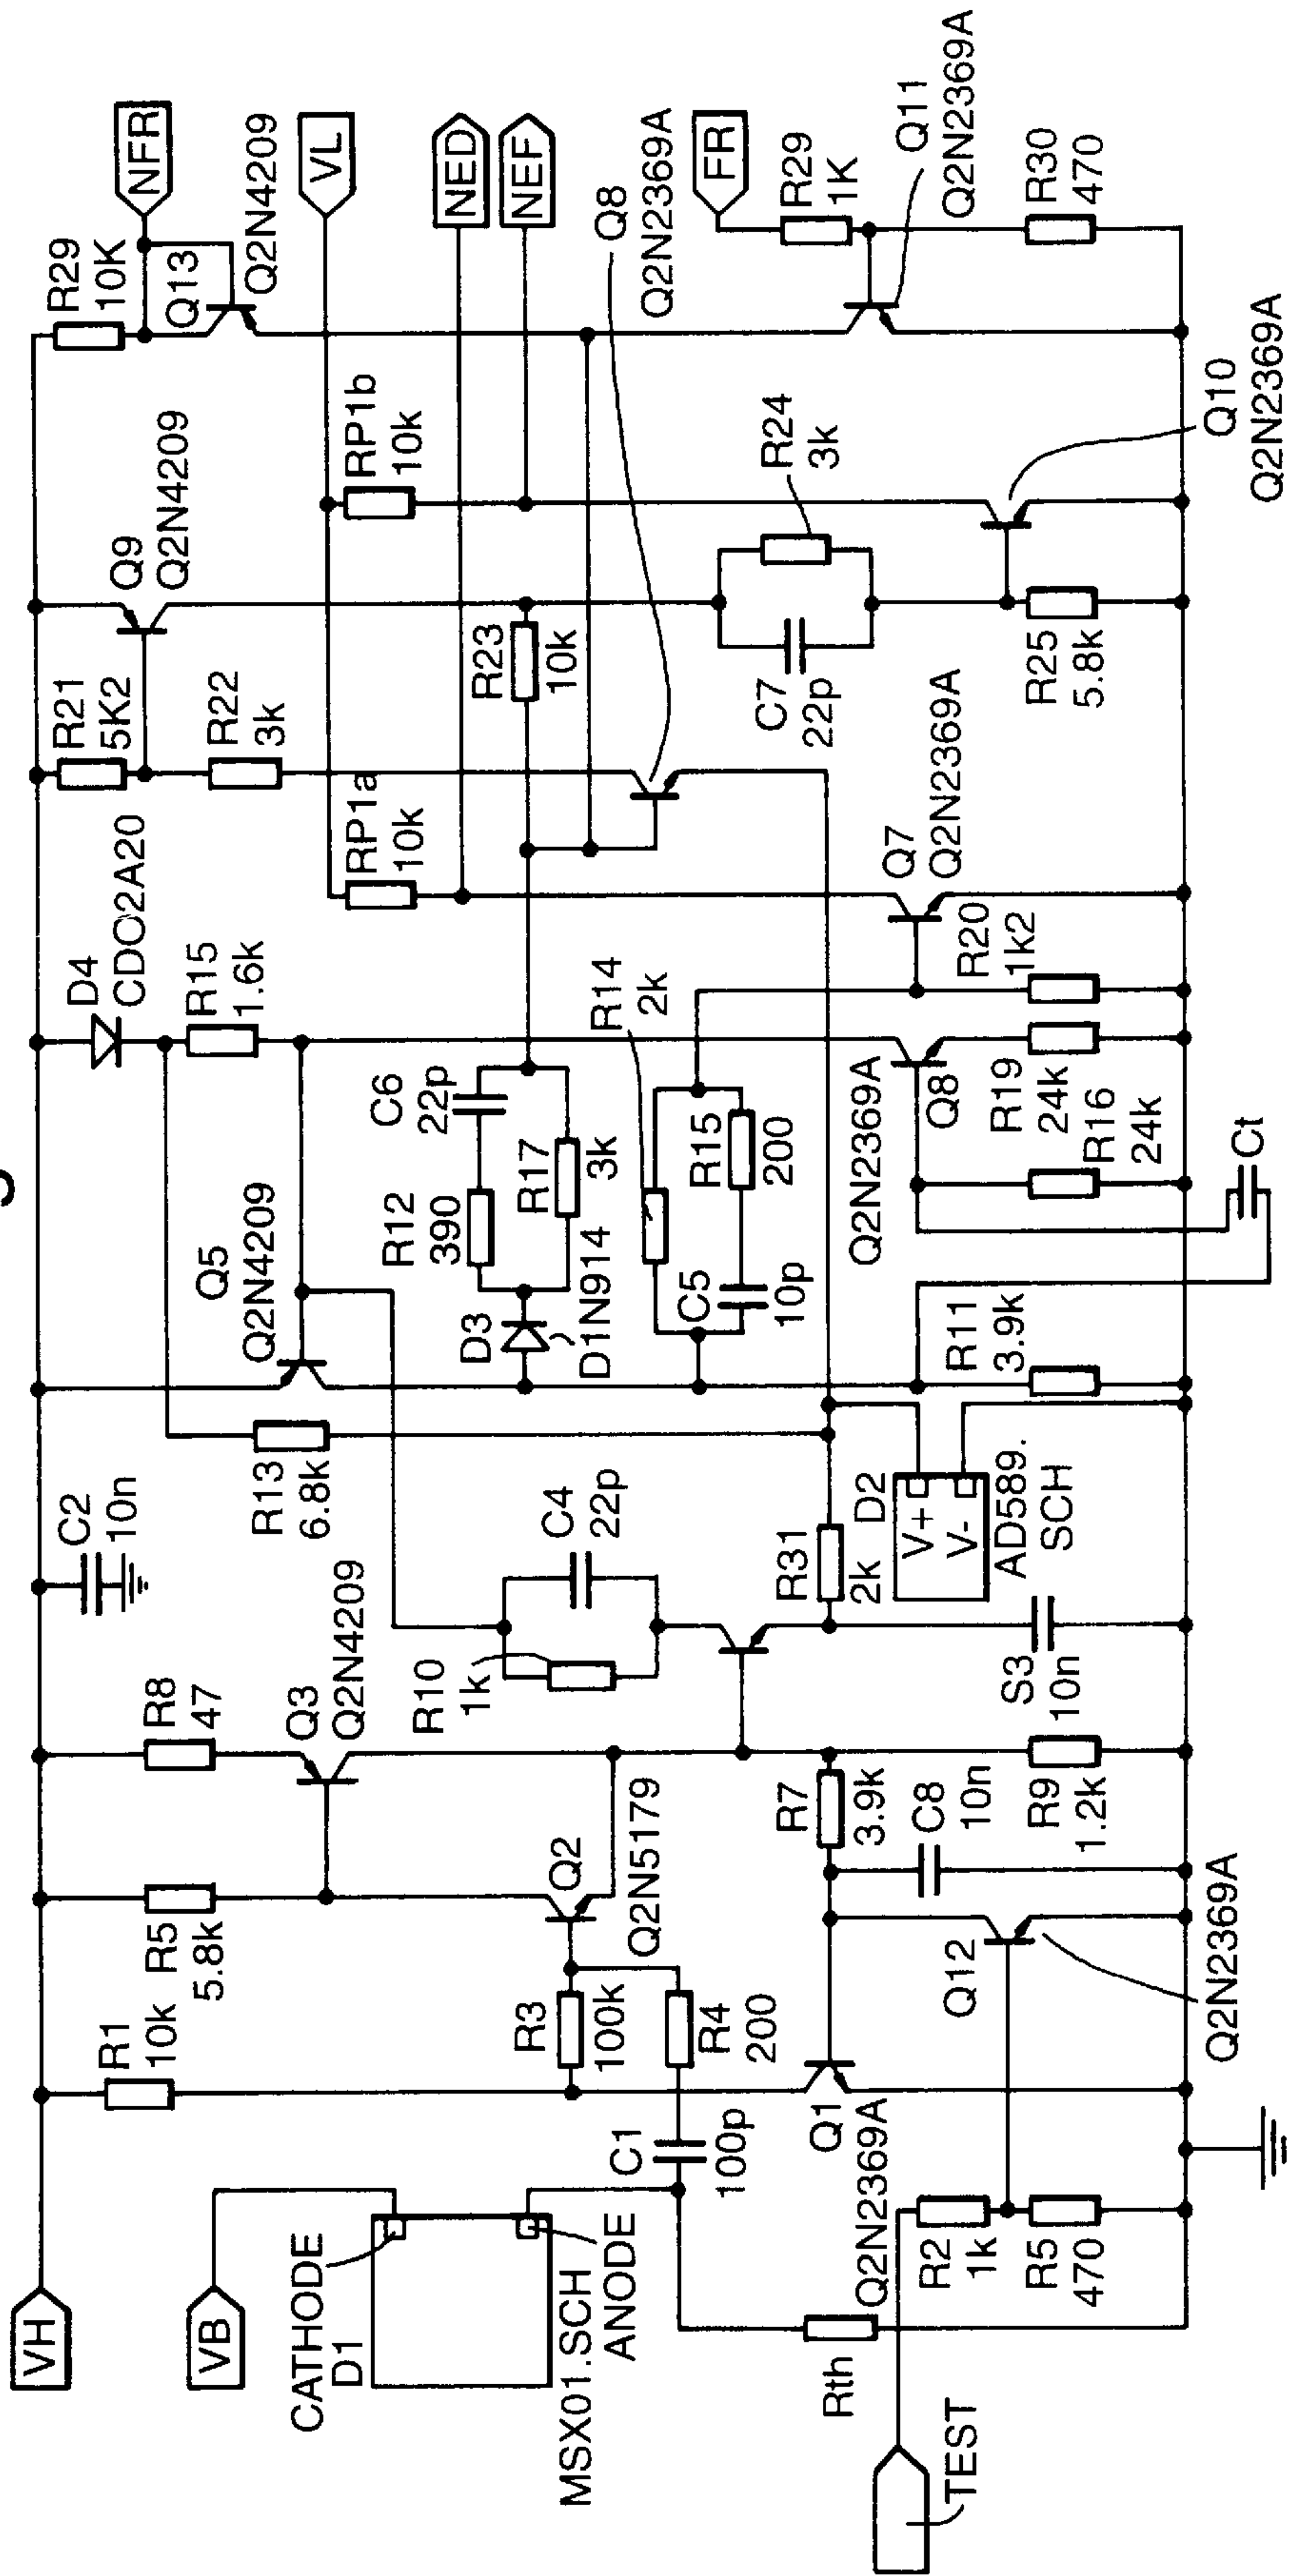 VH
VB
CATHODE
D1
MSX01.SCH
ANODE
TEST
Rth
R1
10k
R5
5.8k
R8
47
C2
10n
Q3
Q2N4209
Q2
Q2N5179
R3
100k
R4
200
C1
100p
Q1
Q2N2369A
R2
1k
R5
470
Q12
Q2N2369A
R7
3.9k
C8
10n
R9
1.2k
R10
1k
C4
22p
S3
10n
R31
2k
D2
V+
V-
AD589.
SCH
R13
6.8k
Q5
Q2N4209
D4
CDO2A20
R15
1.6k
D3
D1N914
R12
390
C6
22p
R17
3k
R14
2k
C5
10p
R15
200
R11
3.9k
Ct
Q2N2369A
Q8
R19
24k
R16
24k
R20
1k2
Q7
Q2N2369A
RP1a
10k
R21
5K2
R22
3k
Q9
Q2N4209
R23
10k
C7
22p
R24
3k
R25
5.8k
RP1b
10k
Q10
Q2N2369A
R29
10K
Q13
Q2N4209
NFR
VL
NED
NEF
Q8
Q2N2369A
FR
R29
1K
Q11
Q2N2369A
R30
470